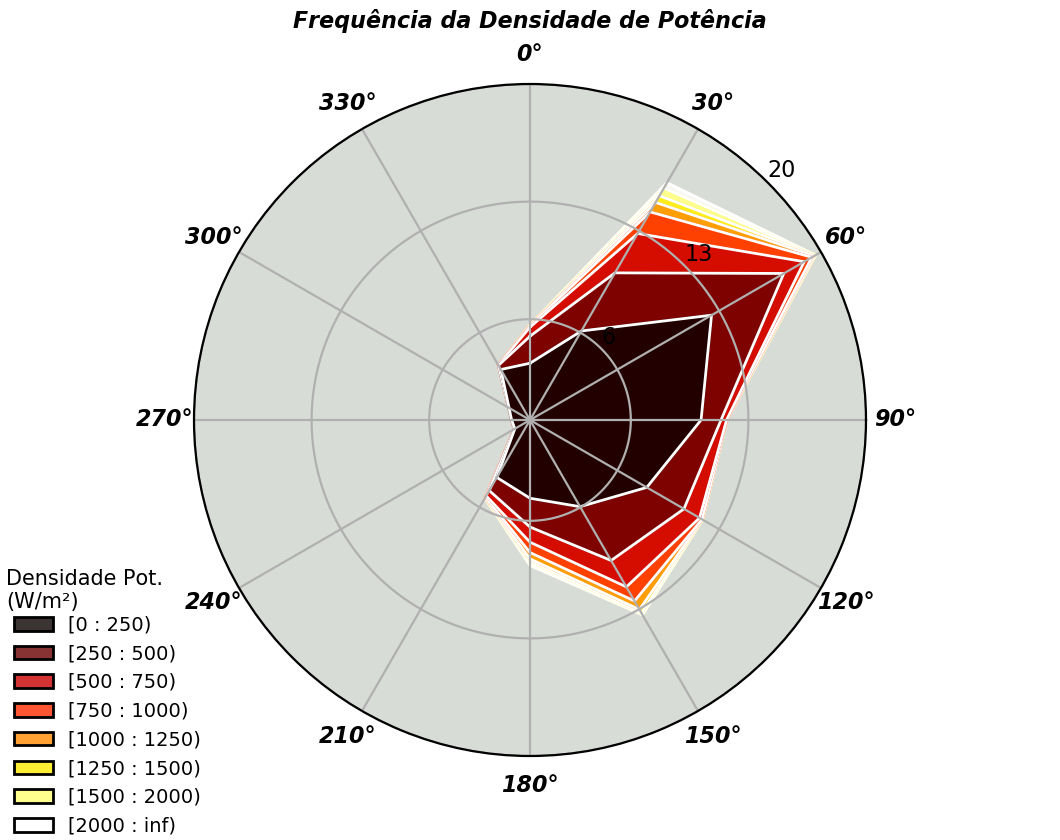 Frequência da Densidade de Potência
0°
330°
30°
20
300°
60°
13
6
270°
90°
240°
120°
210°
150°
180°
Densidade Pot.
(W/m²)
[0 : 250)
[250 : 500)
[500 : 750)
[750 : 1000)
[1000 : 1250)
[1250 : 1500)
[1500 : 2000)
[2000 : inf)